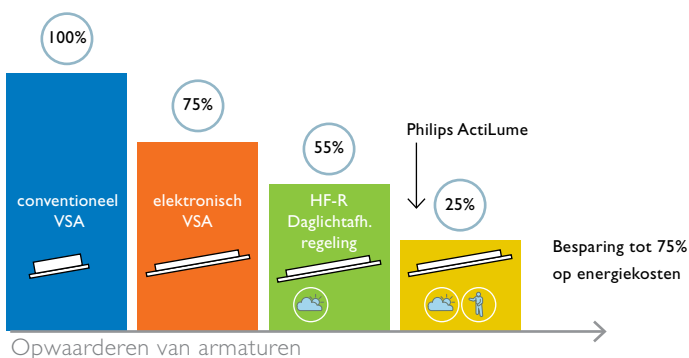 100%
75%
55%
Philips ActiLume
25%
conventioneel
VSA
elektronisch
VSA
HF-R
Daglichtafh.
regeling
Besparing tot 75%
op energiekosten
Opwaarderen van armaturen